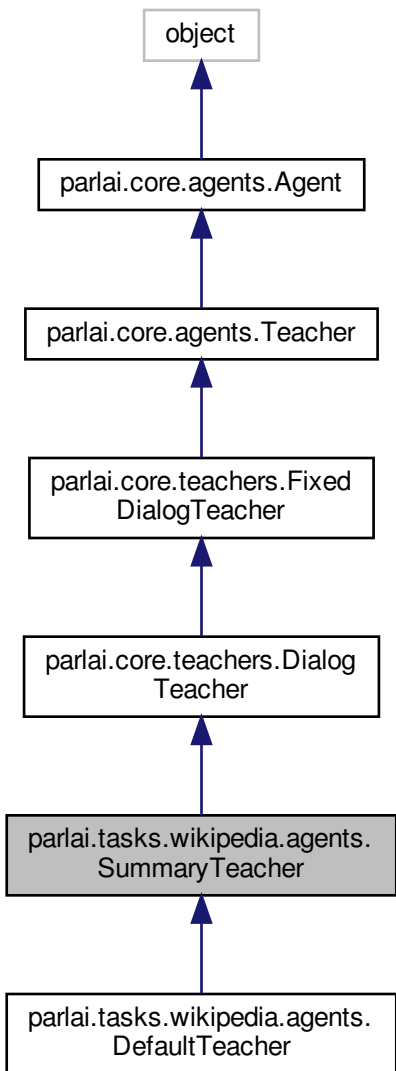 object
parlai.core.agents.Agent
parlai.core.agents.Teacher
parlai.core.teachers.Fixed
DialogTeacher
parlai.core.teachers.Dialog
Teacher
parlai.tasks.wikipedia.agents.
SummaryTeacher
parlai.tasks.wikipedia.agents.
DefaultTeacher